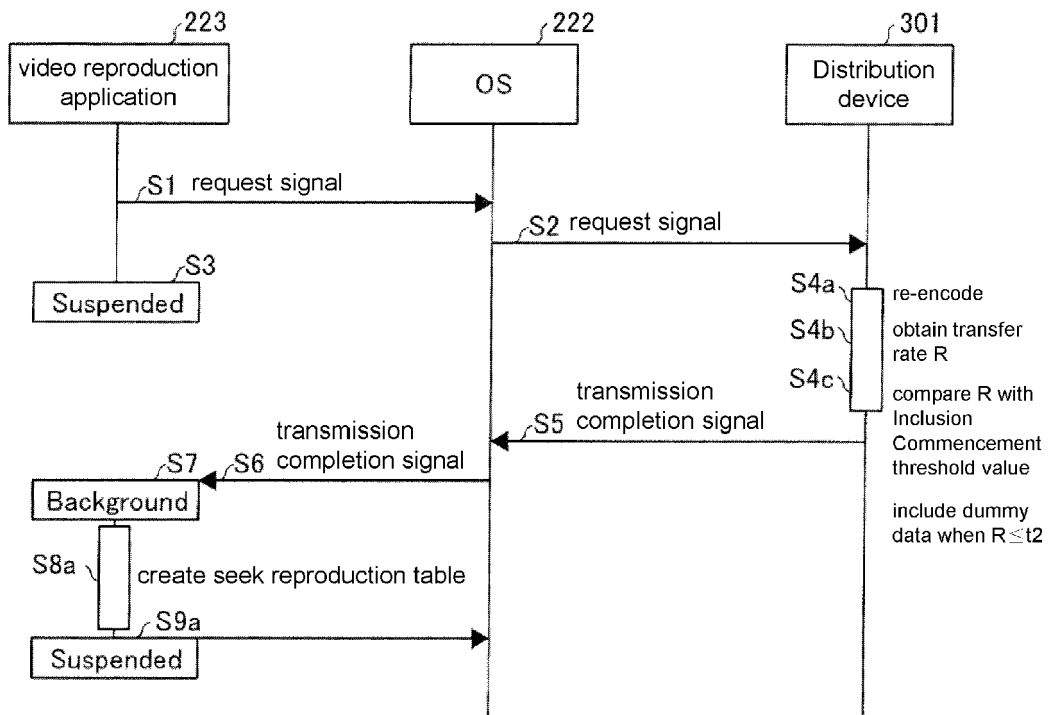 223
222
301
video reproduction
application
OS
Distribution
device
S1 request signal
S2 request signal
S3
Suspended
S4a
re-encode
S4b
obtain transfer
rate R
S4c
compare R with
Inclusion
Commencement
threshold value
include dummy
data when R≦t2
transmission
completion signal
S5
transmission
completion signal
S6
S7
Background
S8a
create seek reproduction table
S9a
Suspended